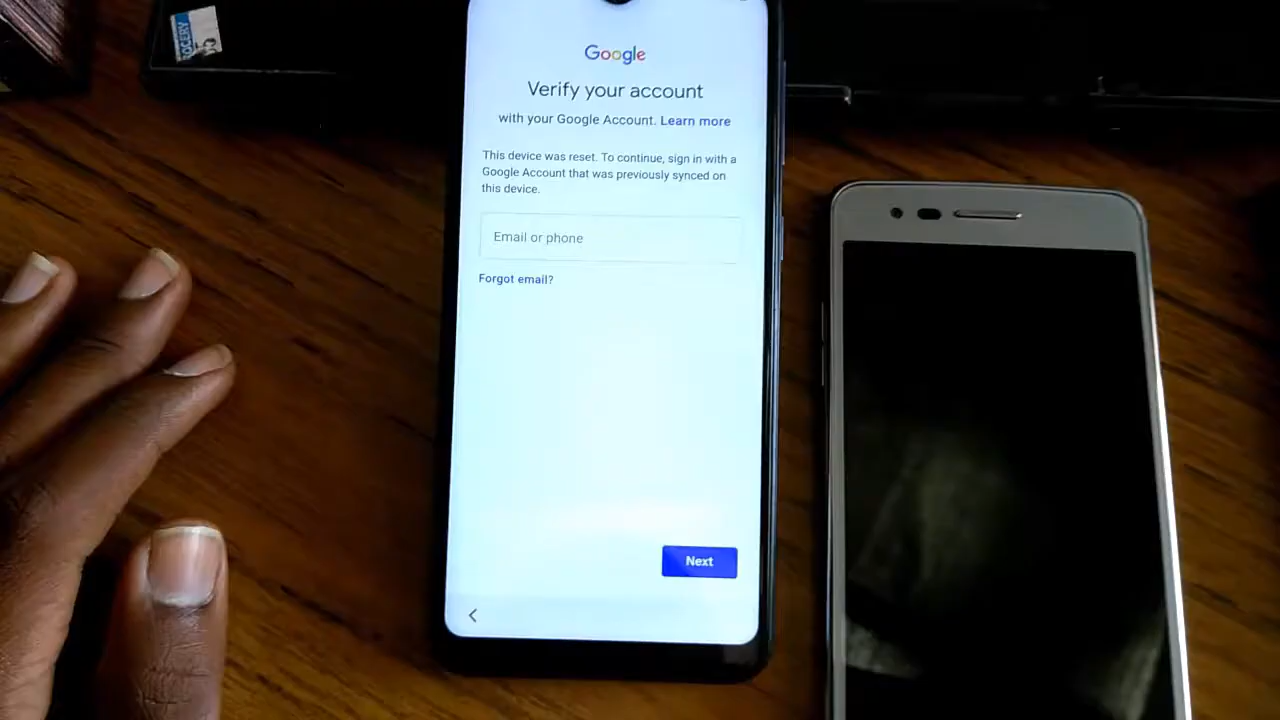 OCERY
Google
Verify your account
with your Google Account. Learn more
This device was reset. To continue, sign in with a
Google Account that was previously synced on
this device.
Email or phone
Forgot email?
Next